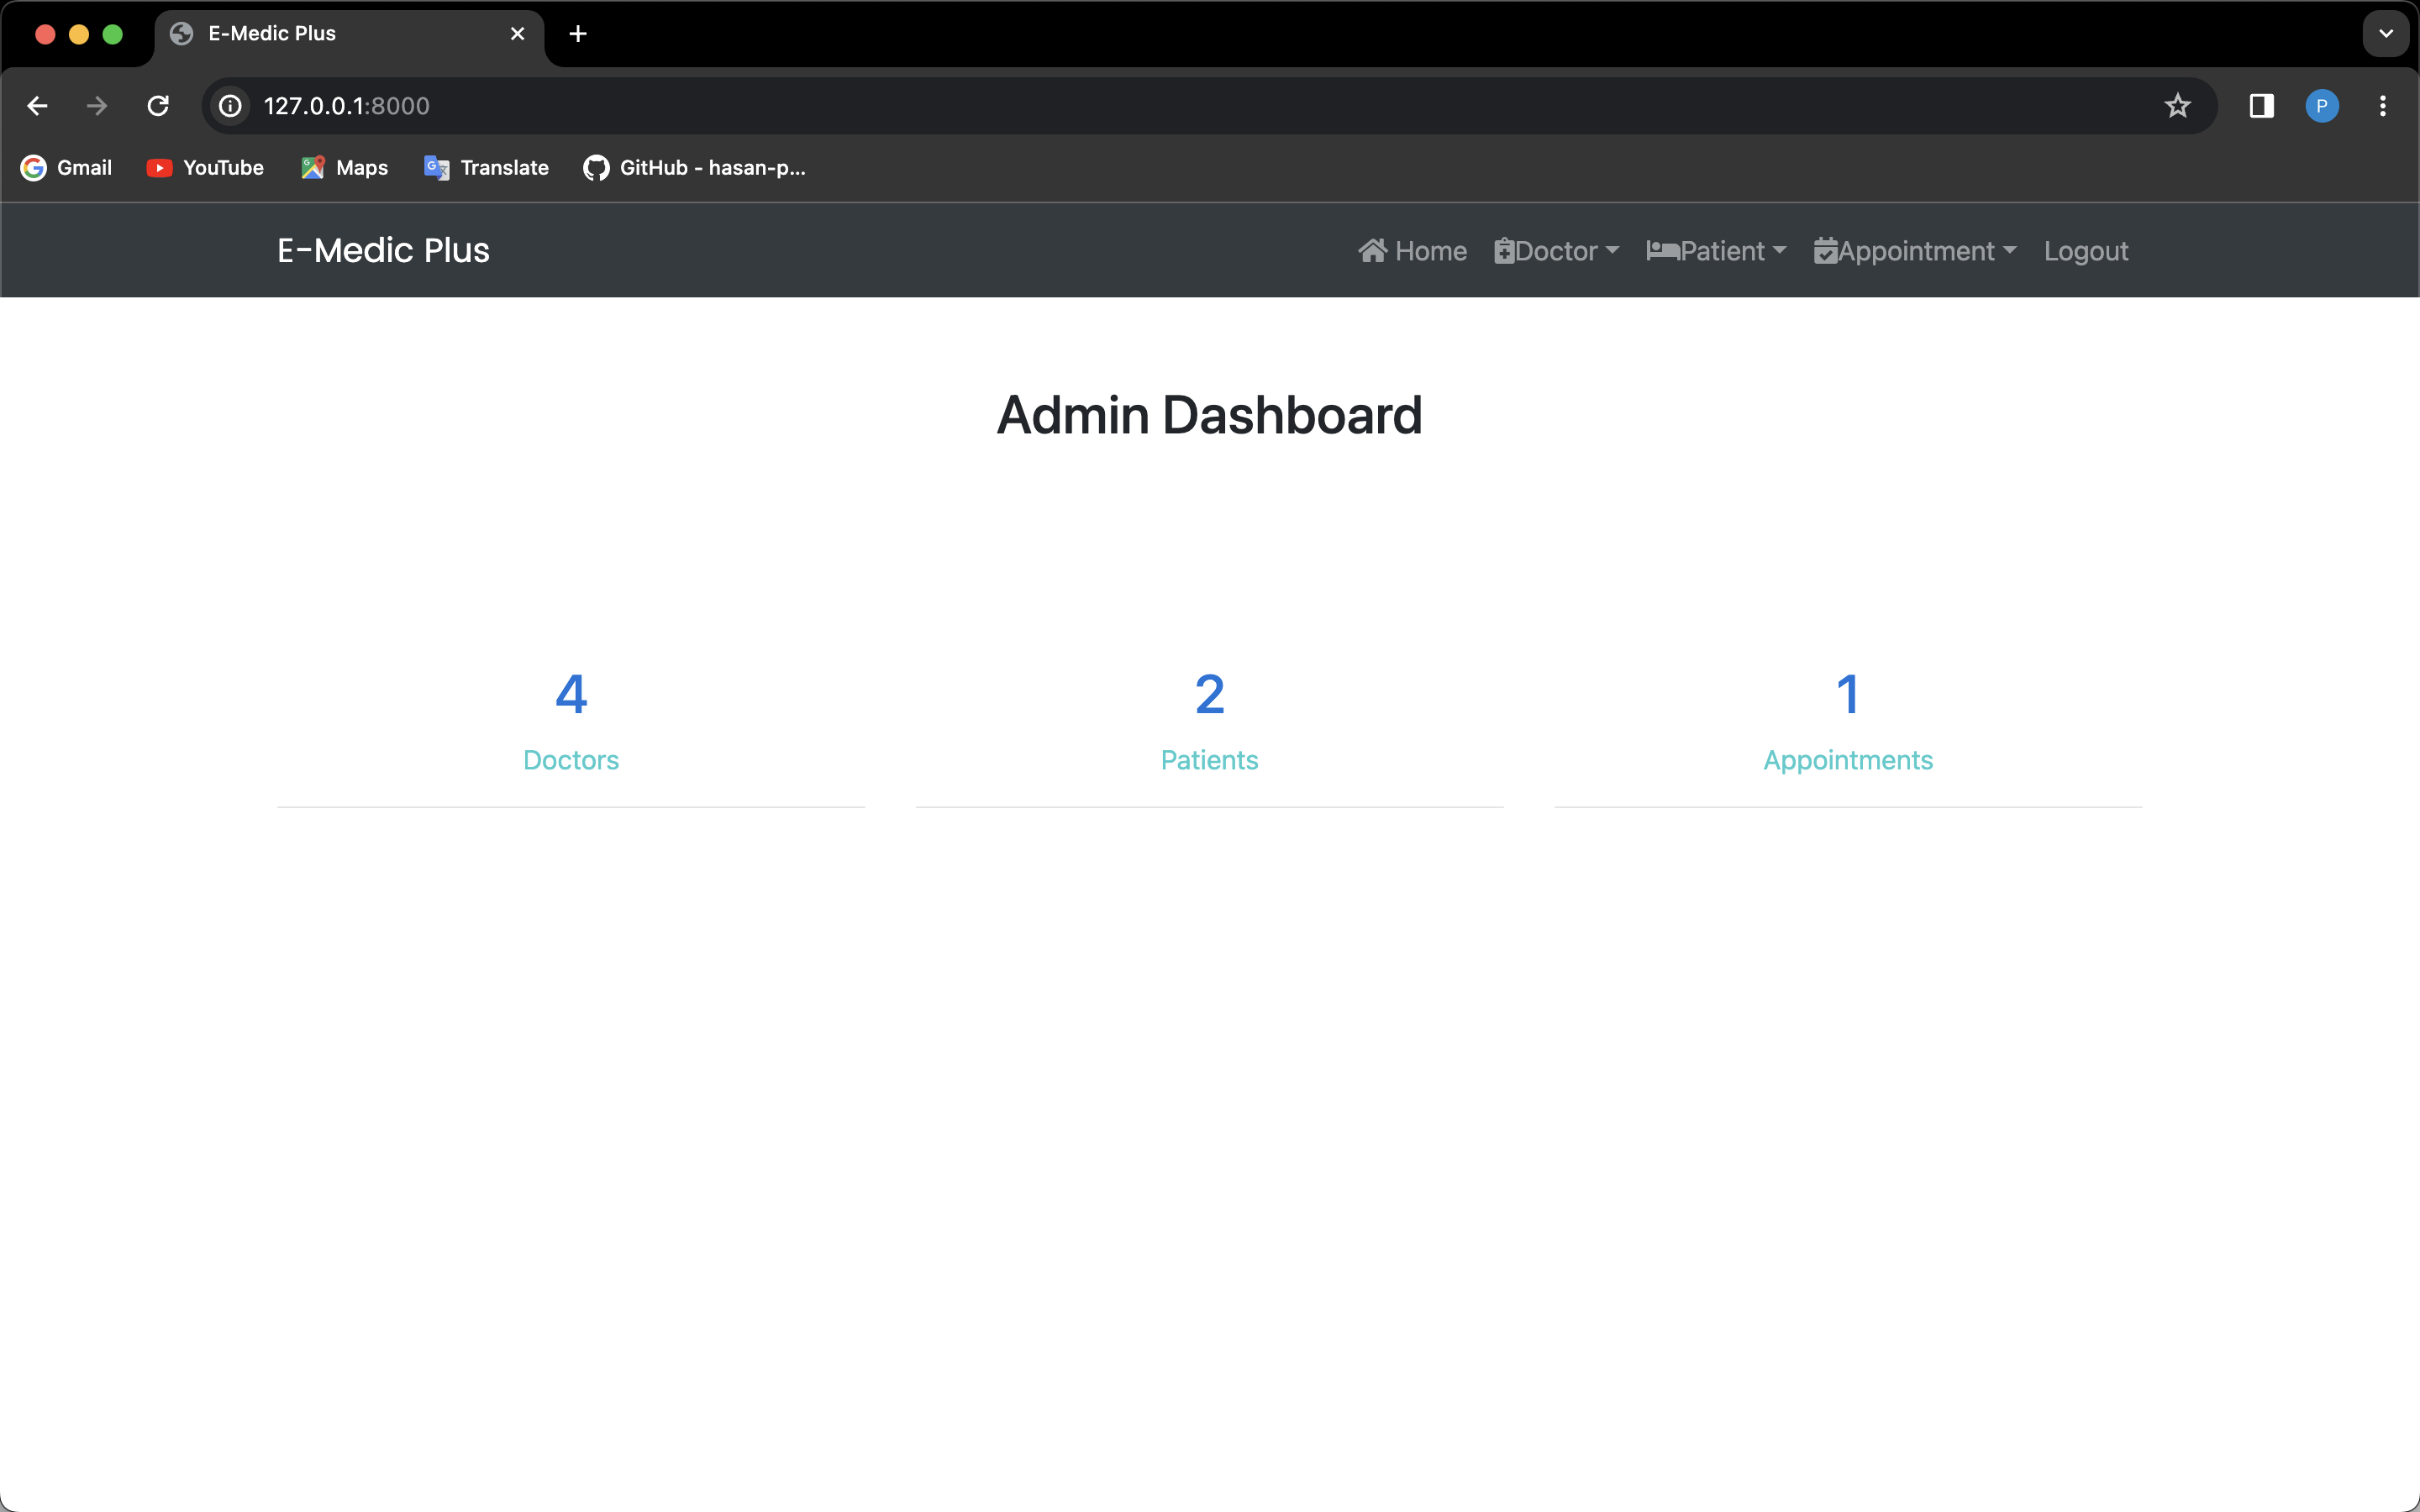 E-Medic Plus
127.0.0.1:8000
P
Gmail YouTube Maps Translate GitHub - hasan-p...
E-Medic Plus Home Doctor Patient Appointment Logout
Admin Dashboard
4 2 1
Doctors Patients Appointments